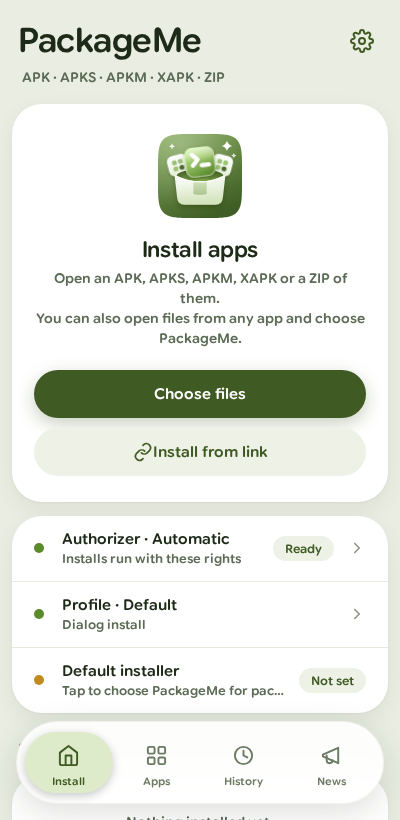 PackageMe
APK · APKS · APKM · XAPK · ZIP
Install apps
Open an APK, APKS, APKM, XAPK or a ZIP of
them.
You can also open files from any app and choose
PackageMe.
Choose files
Install from link
Authorizer · Automatic
Installs run with these rights
Ready
Profile · Default
Dialog install
Default installer
Tap to choose PackageMe for pac...
Not set
Install
Apps
History
News